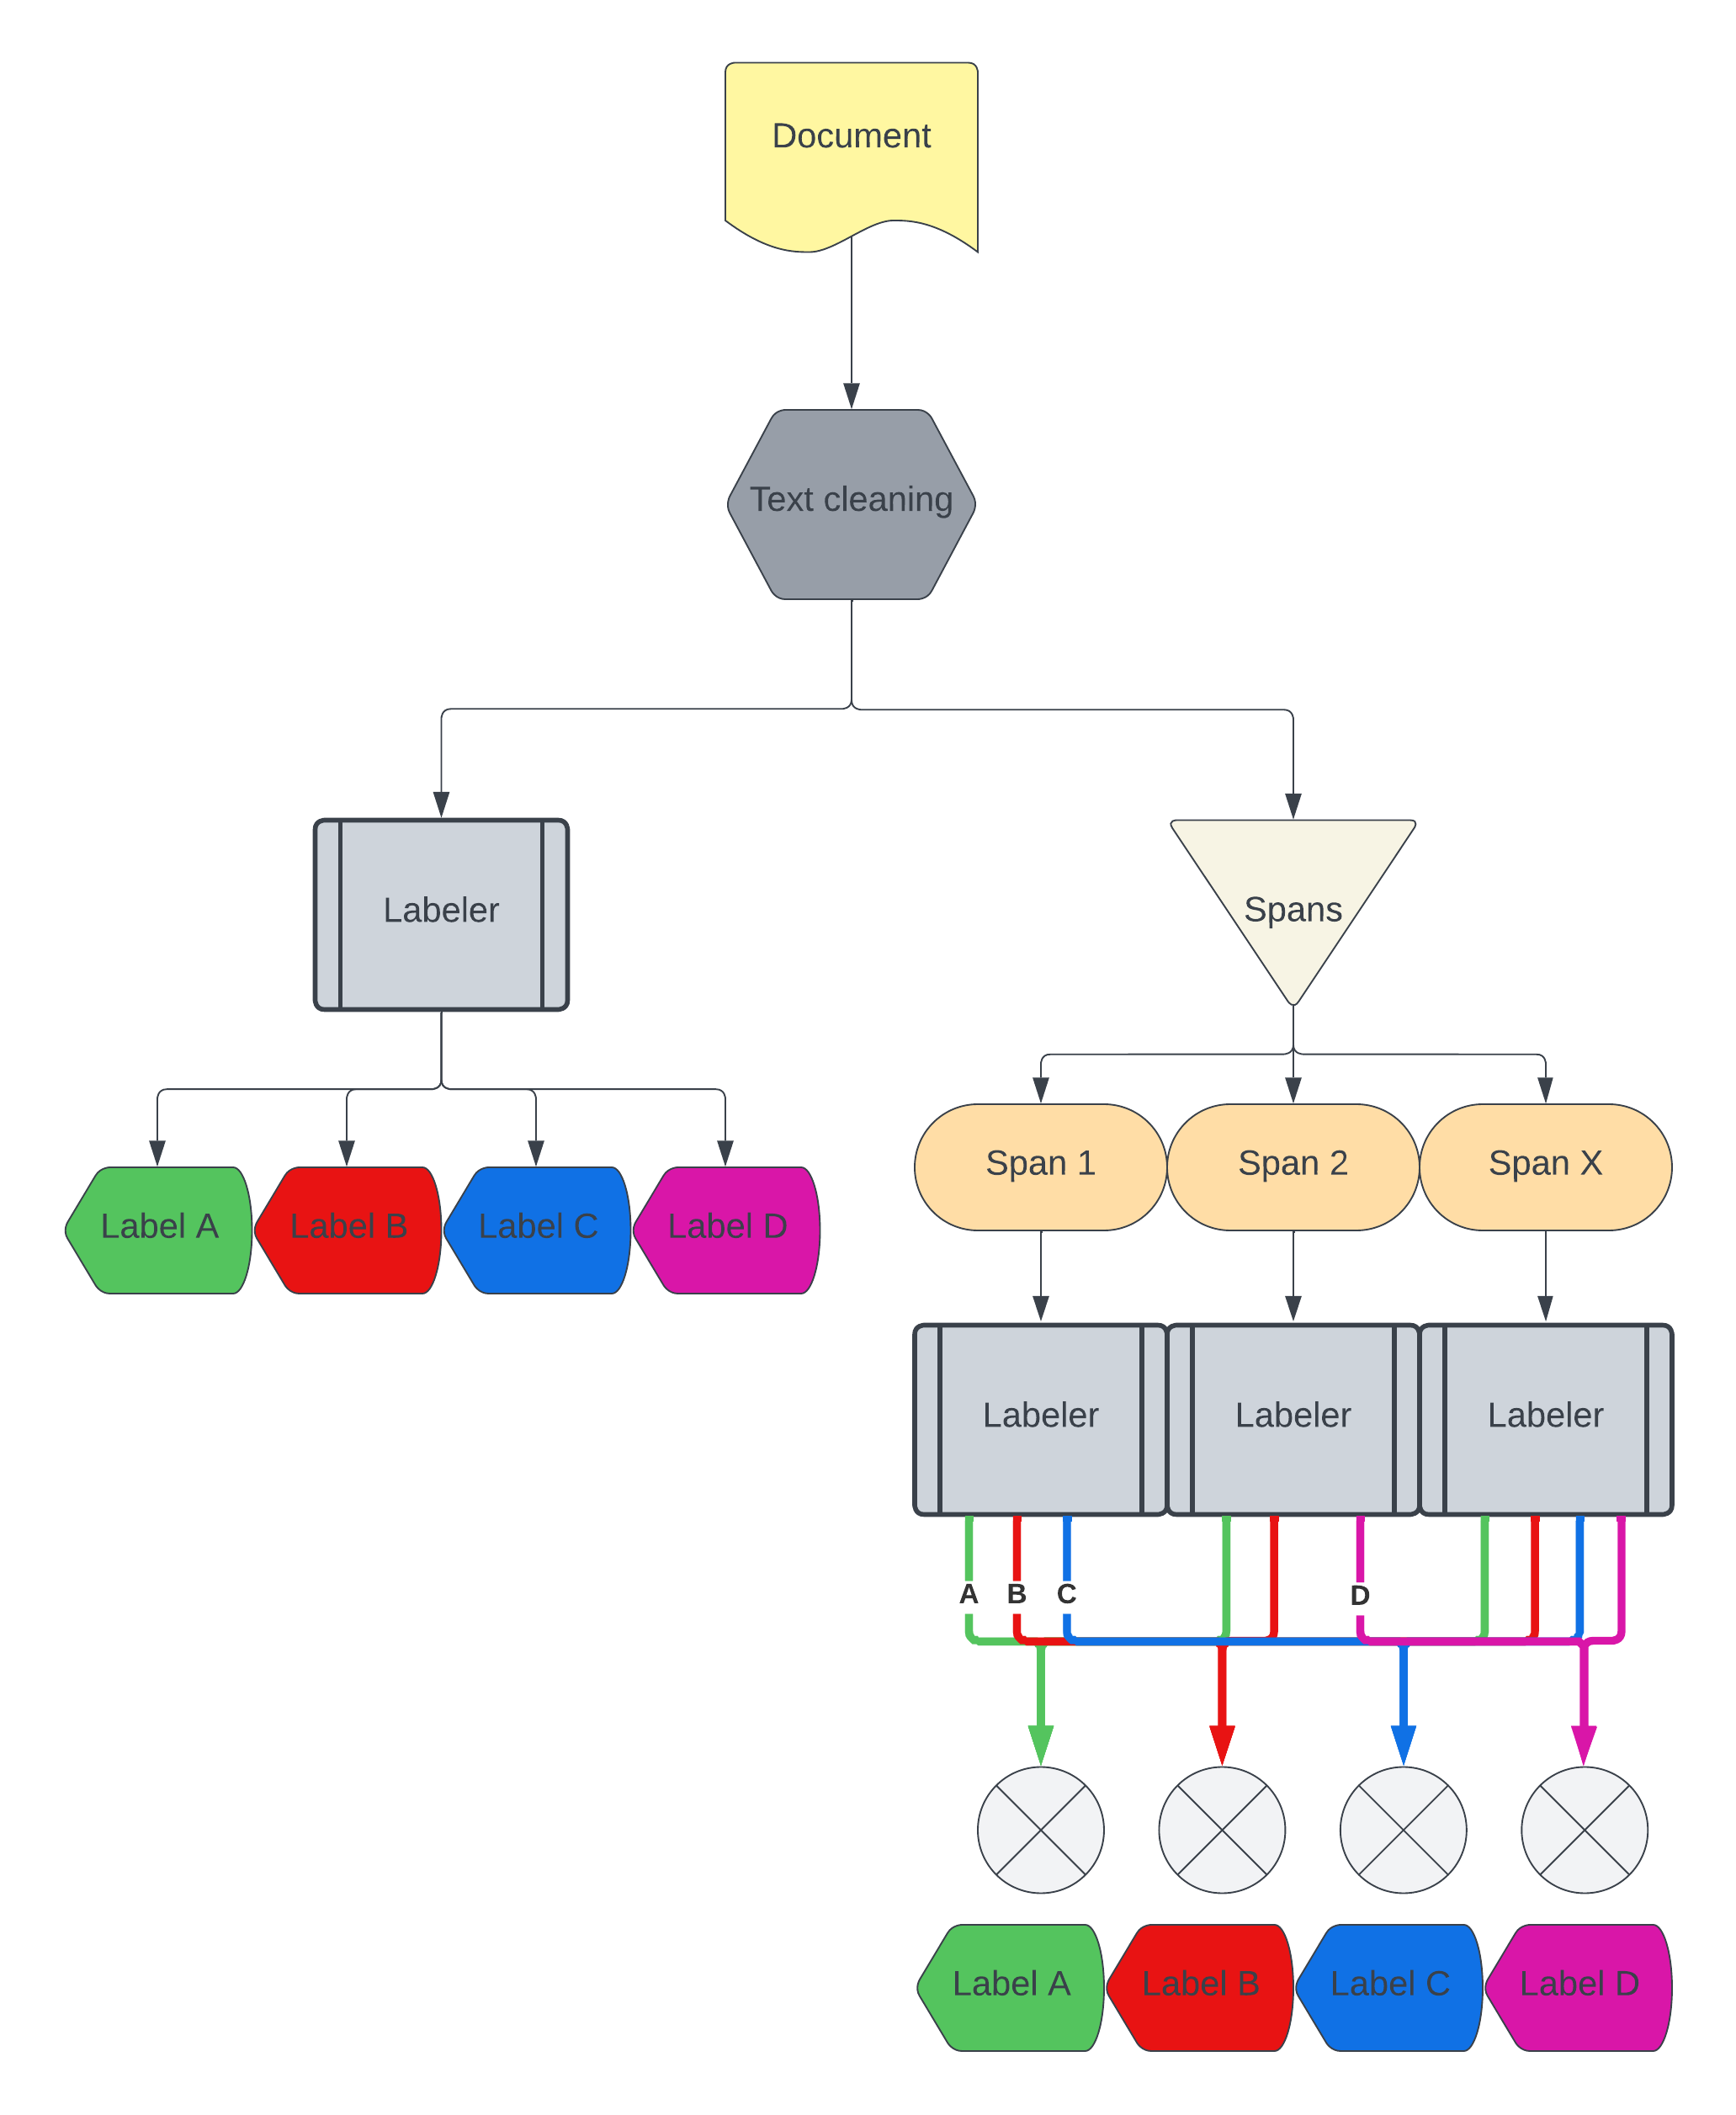 Document
Text cleaning
Labeler
Spans
Label A
Label B
Label C
Label D
Span 1
Span 2
Span X
Labeler
Labeler
Labeler
A
B
C
D
Label A
Label B
Label C
Label D